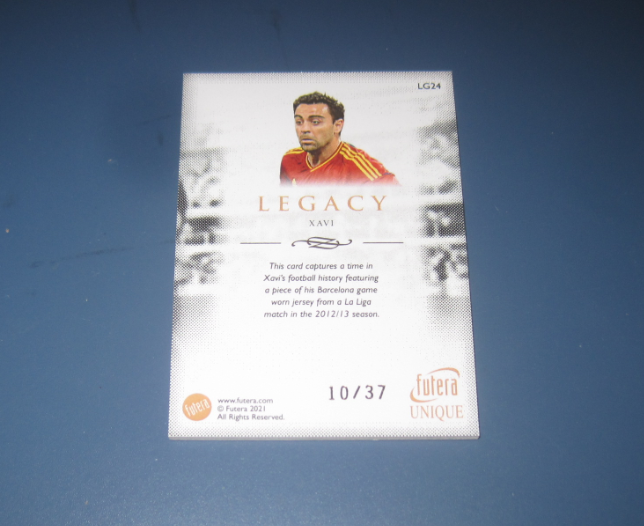 LG24
LEGACY
XAVI
This card captures a time in
Xavi's football history featuring
a piece of his Barcelona game
worn jersey from a La Liga
match in the 2012/13 season.
10/37
futera
UNIQUE
futera
www.futera.com
© Futera 2021
All Rights Reserved.